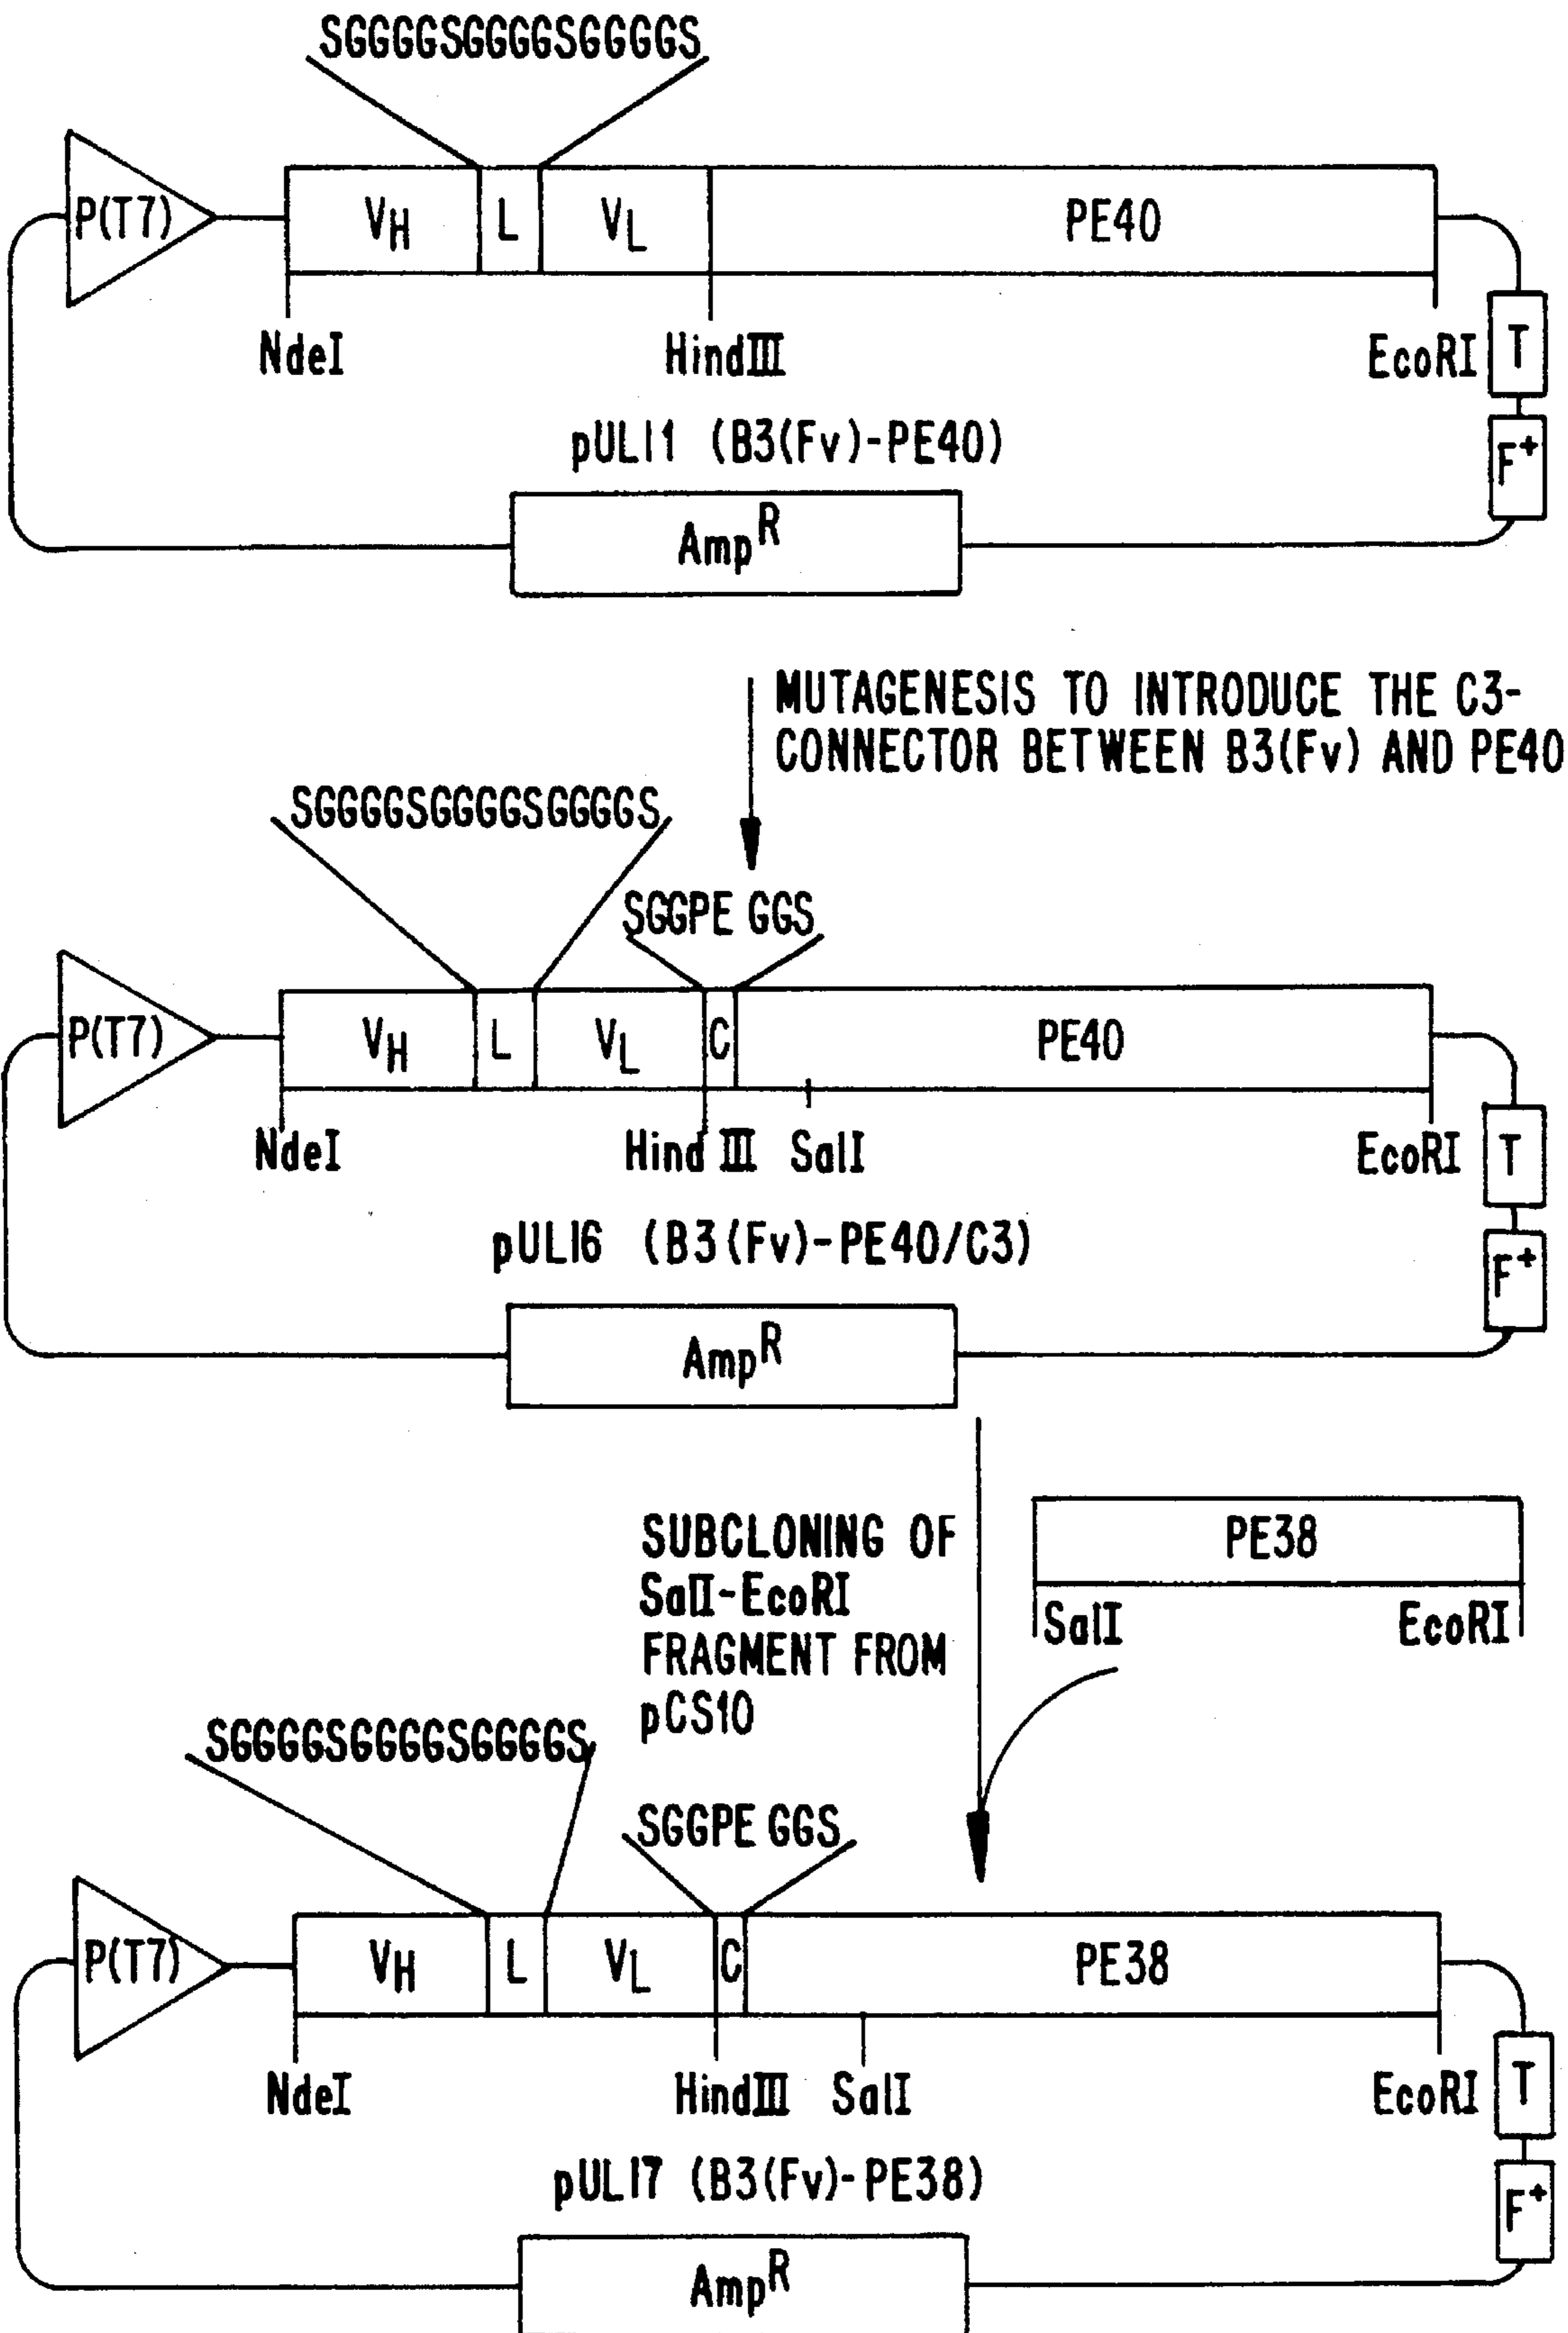 SGGGGSGGGGSGGGGS
P(T7)
VH
L
VL
PE40
NdeI
HindIII
EcoRI
T
F+
pULI1 (B3(Fv)-PE40)
AmpR
MUTAGENESIS TO INTRODUCE THE C3-
CONNECTOR BETWEEN B3(Fv) AND PE40
SGGGGSGGGGSGGGGS
SGGPE GGS
P(T7)
VH
L
VL
C
PE40
NdeI
Hind III
SalI
EcoRI
T
F+
pULI6 (B3(Fv)-PE40/C3)
AmpR
SUBCLONING OF
SalI-EcoRI
FRAGMENT FROM
pCS10
PE38
SalI
EcoRI
SGGGGSGGGGSGGGGS
SGGPE GGS
P(T7)
VH
L
VL
C
PE38
NdeI
HindIII
SalI
EcoRI
T
F+
pULI7 (B3(Fv)-PE38)
AmpR